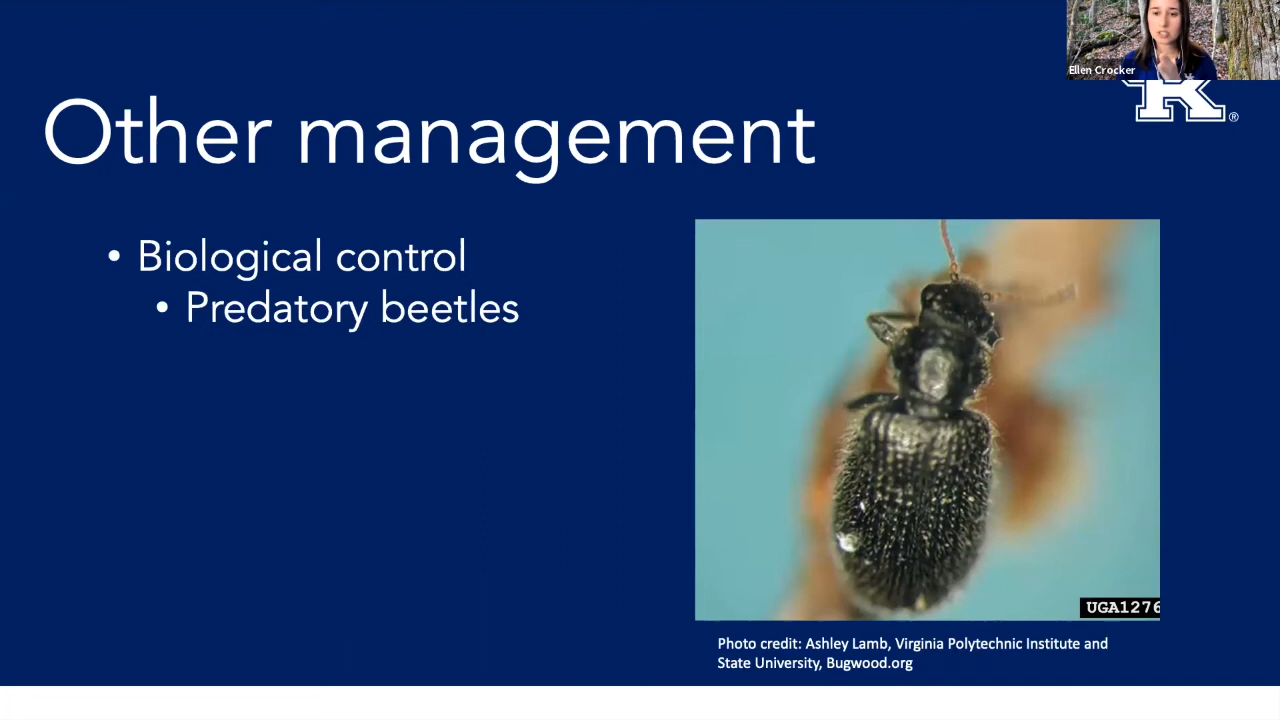 Ellen Crocker
®
Other management
• Biological control
• Predatory beetles
UGA1276
Photo credit: Ashley Lamb, Virginia Polytechnic Institute and
State University, Bugwood.org